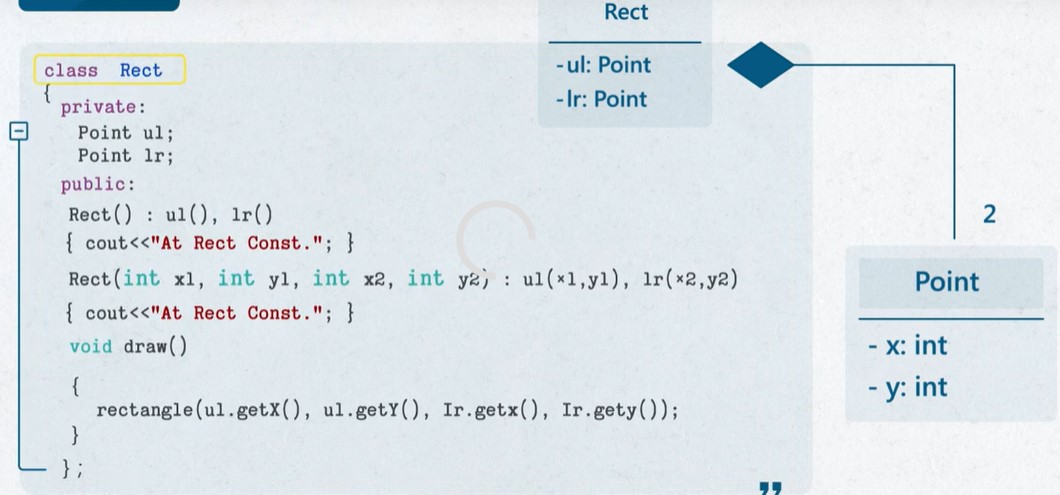 Rect
-ul: Point
-lr: Point
class Rect
{
private:
Point ul;
Point lr;
public:
Rect() : ul(), lr()
{ cout<<"At Rect Const."; }
Rect(int x1, int y1, int x2, int y2) : ul(×1,y1), lr(×2,y2)
{ cout<<"At Rect Const."; }
void draw()
{
rectangle(ul.getX(), ul.getY(), Ir.getx(), Ir.gety());
}
};
2
Point
- x: int
- y: int